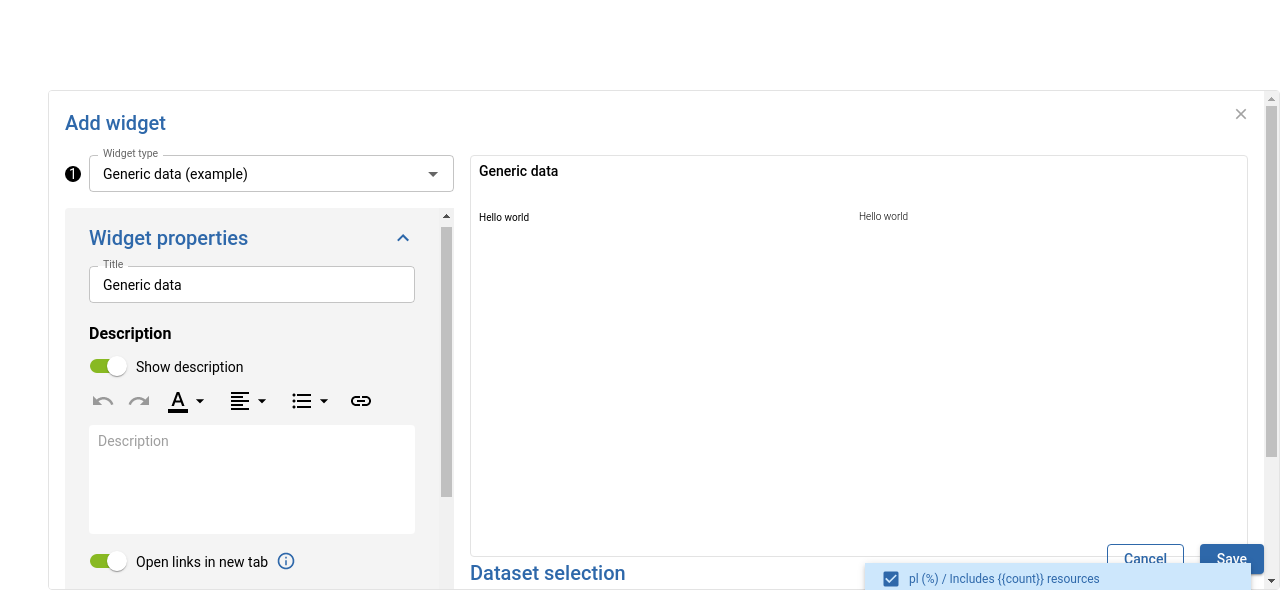 Add widget
Widget type
1
Generic data (example)
Generic data
Hello world
Hello world
Widget properties
Title
Generic data
Description
Show description
A
Description
Open links in new tab
Cancel
Save
Dataset selection
pl (%) / Includes {{count}} resources